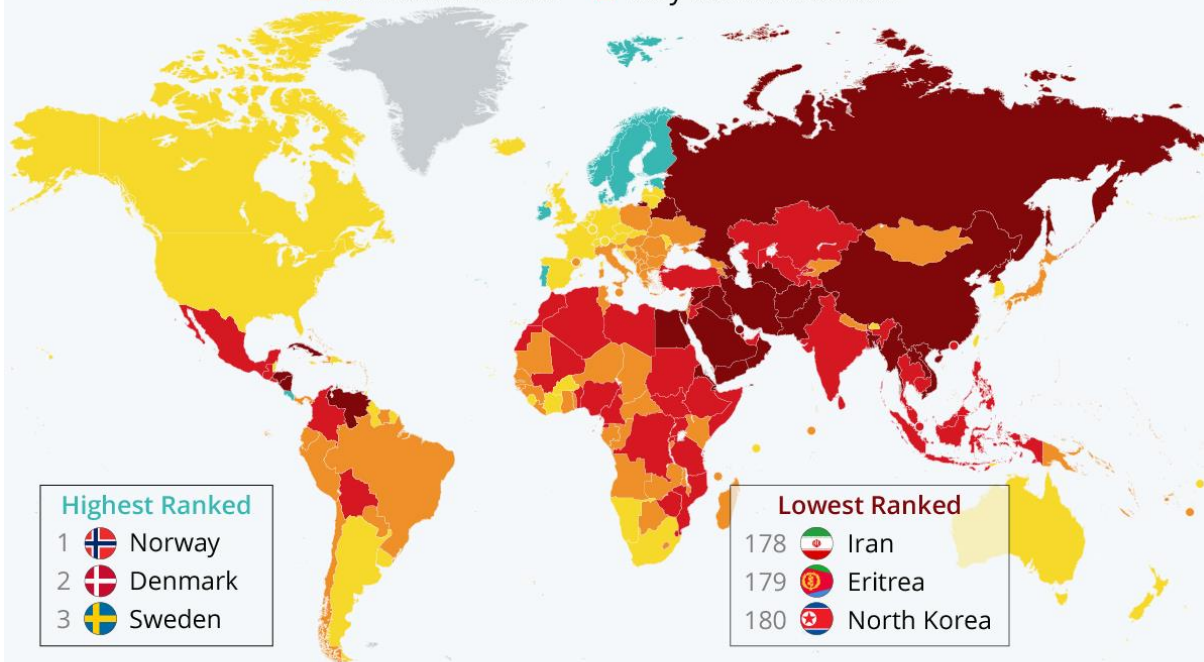 Highest Ranked
1 Norway
2 Denmark
3 Sweden
Lowest Ranked
178 Iran
179 Eritrea
180 North Korea